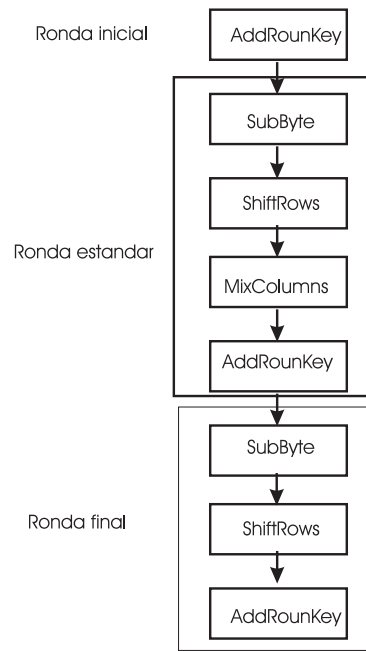 Ronda inicial
AddRounKey
SubByte
ShiftRows
Ronda estandar
MixColumns
AddRounKey
SubByte
Ronda final
ShiftRows
AddRounKey